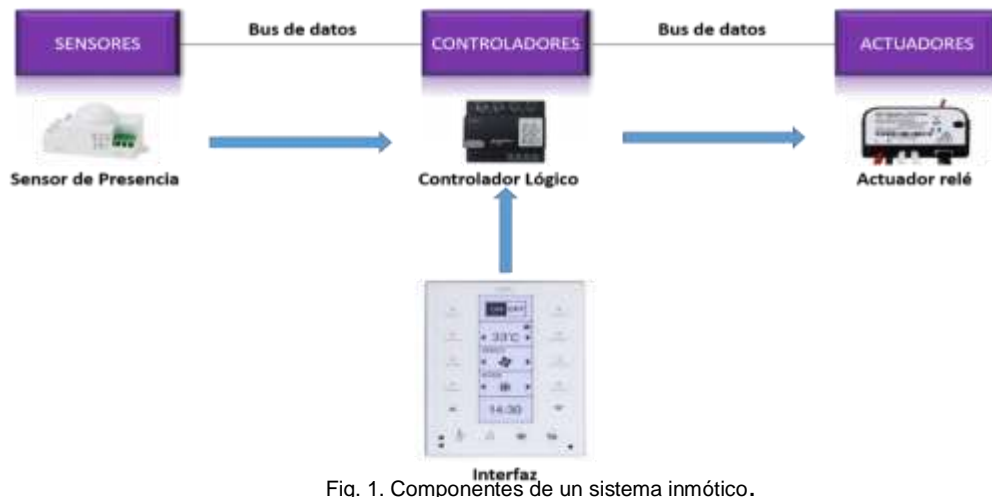 SENSORES
Bus de datos
CONTROLADORES
Bus de datos
ACTUADORES
Sensor de Presencia
Controlador Lógico
Actuador relé
33°C
14:30
Interfaz
Fig. 1. Componentes de un sistema inmótico.